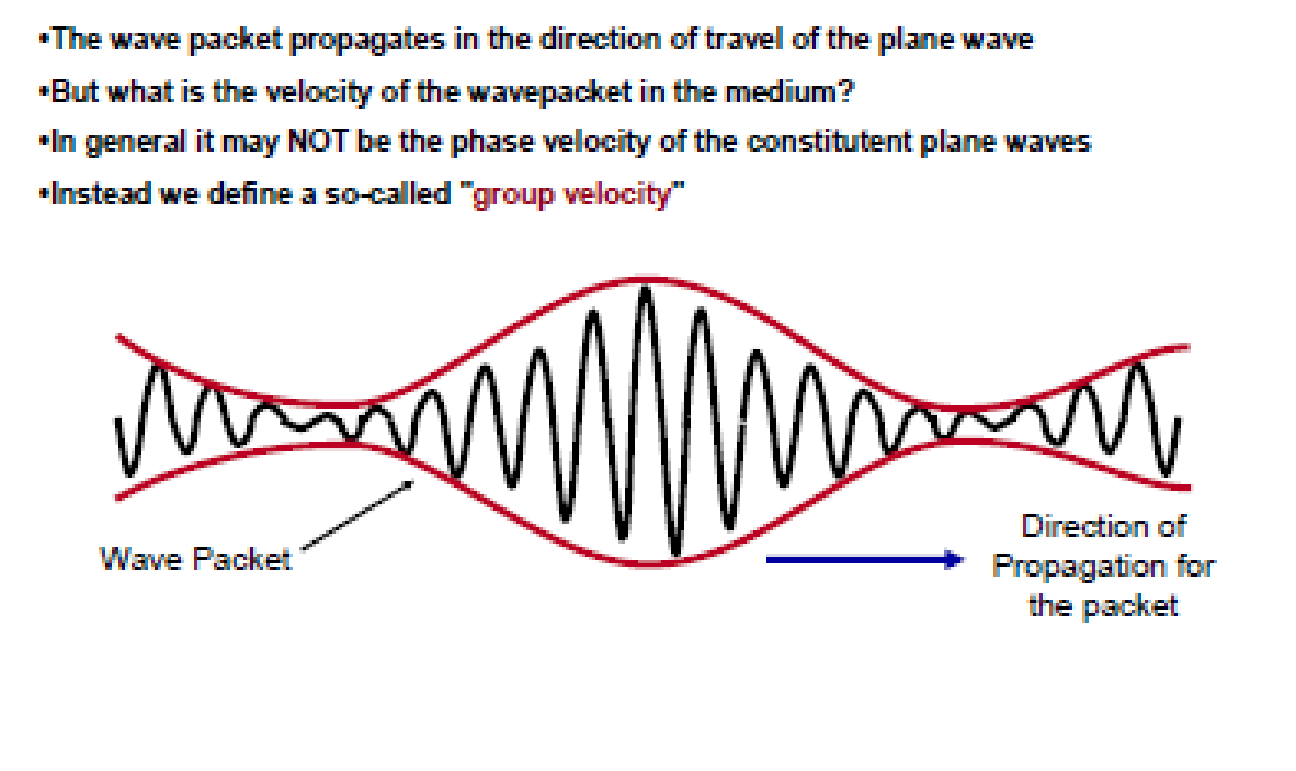 •The wave packet propagates in the direction of travel of the plane wave
•But what is the velocity of the wavepacket in the medium?
•In general it may NOT be the phase velocity of the constitutent plane waves
•Instead we define a so-called "group velocity"
Wave Packet
Direction of
Propagation for
the packet